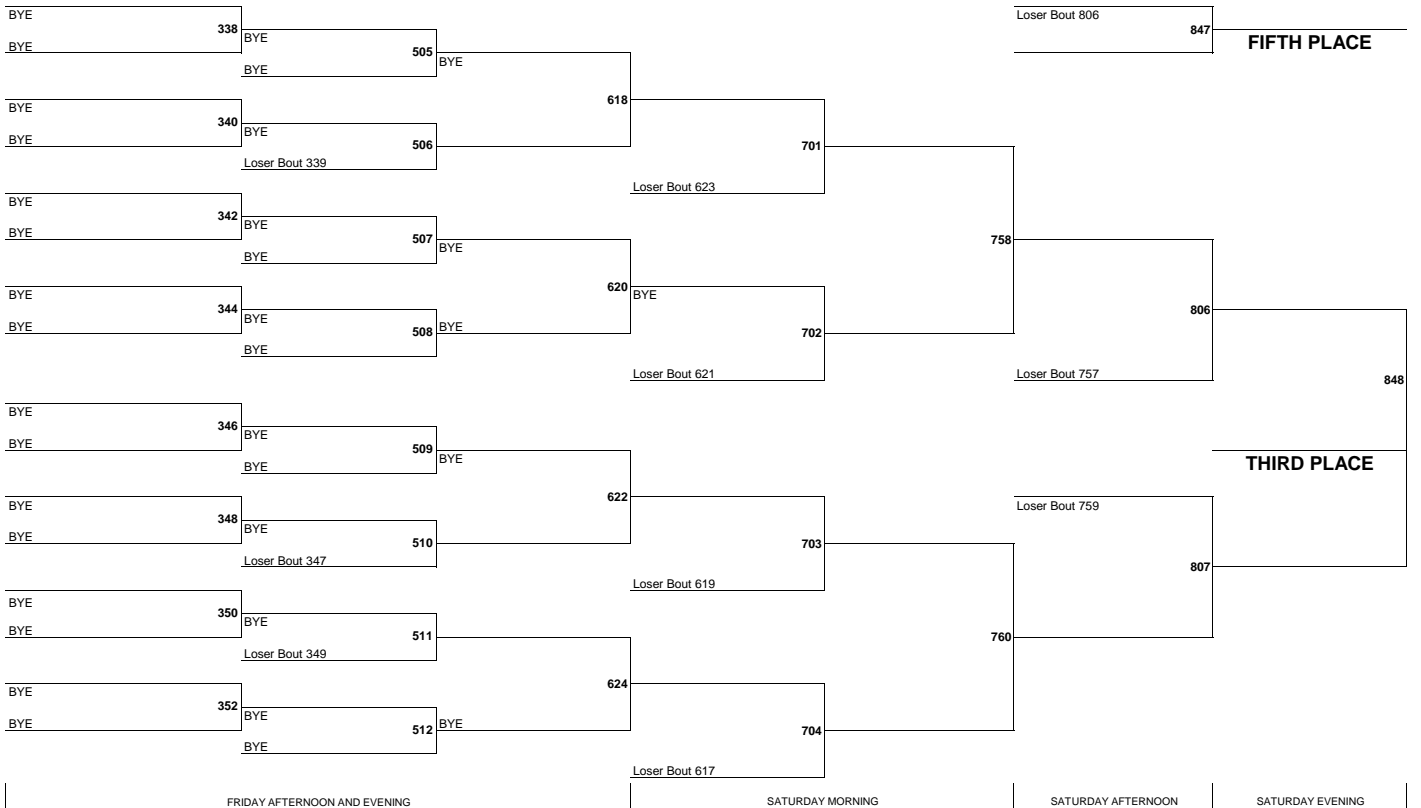 BYE
338
BYE
BYE
505
BYE
BYE
618
BYE
340
BYE
BYE
506
Loser Bout 339
701
Loser Bout 623
BYE
342
BYE
BYE
507
BYE
BYE
620
BYE
BYE
344
BYE
BYE
508
BYE
BYE
702
Loser Bout 621
758
Loser Bout 806
847
FIFTH PLACE
806
Loser Bout 757
848
BYE
346
BYE
BYE
509
BYE
BYE
622
BYE
348
BYE
BYE
510
Loser Bout 347
703
Loser Bout 619
BYE
350
BYE
BYE
511
Loser Bout 349
624
BYE
352
BYE
BYE
512
BYE
BYE
704
Loser Bout 617
760
THIRD PLACE
Loser Bout 759
807
FRIDAY AFTERNOON AND EVENING
SATURDAY MORNING
SATURDAY AFTERNOON
SATURDAY EVENING